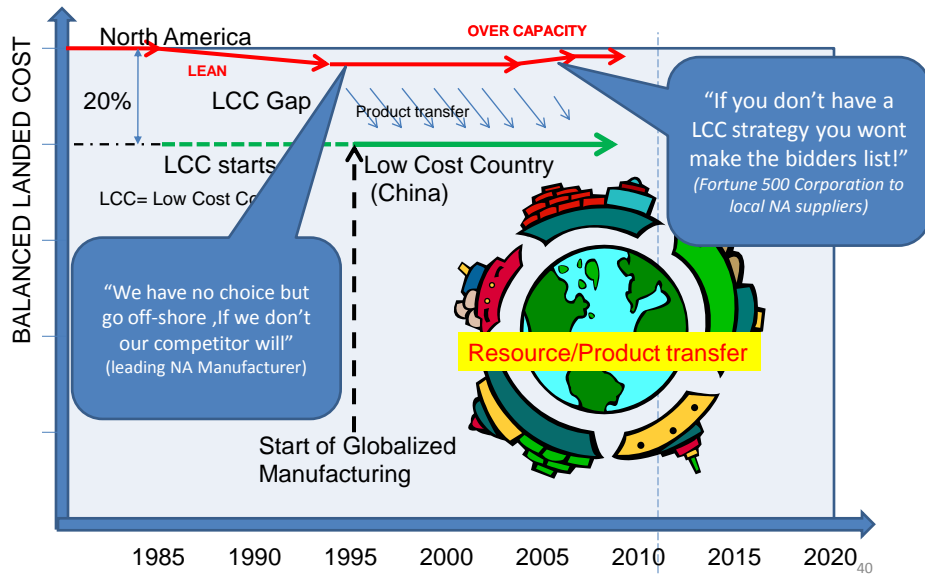 North America
OVER CAPACITY
LEAN
20%
LCC Gap
Product transfer
BALANCED LANDED COST
LCC starts
Low Cost Country
(China)
LCC= Low Cost
“If you don’t have a
LCC strategy you wont
make the bidders list!”
(Fortune 500 Corporation to
local NA suppliers)
“We have no choice but
go off-shore ,If we don’t
our competitor will”
(leading NA Manufacturer)
Resource/Product transfer
Start of Globalized
Manufacturing
1985 1990 1995 2000 2005 2010 2015 2020
40